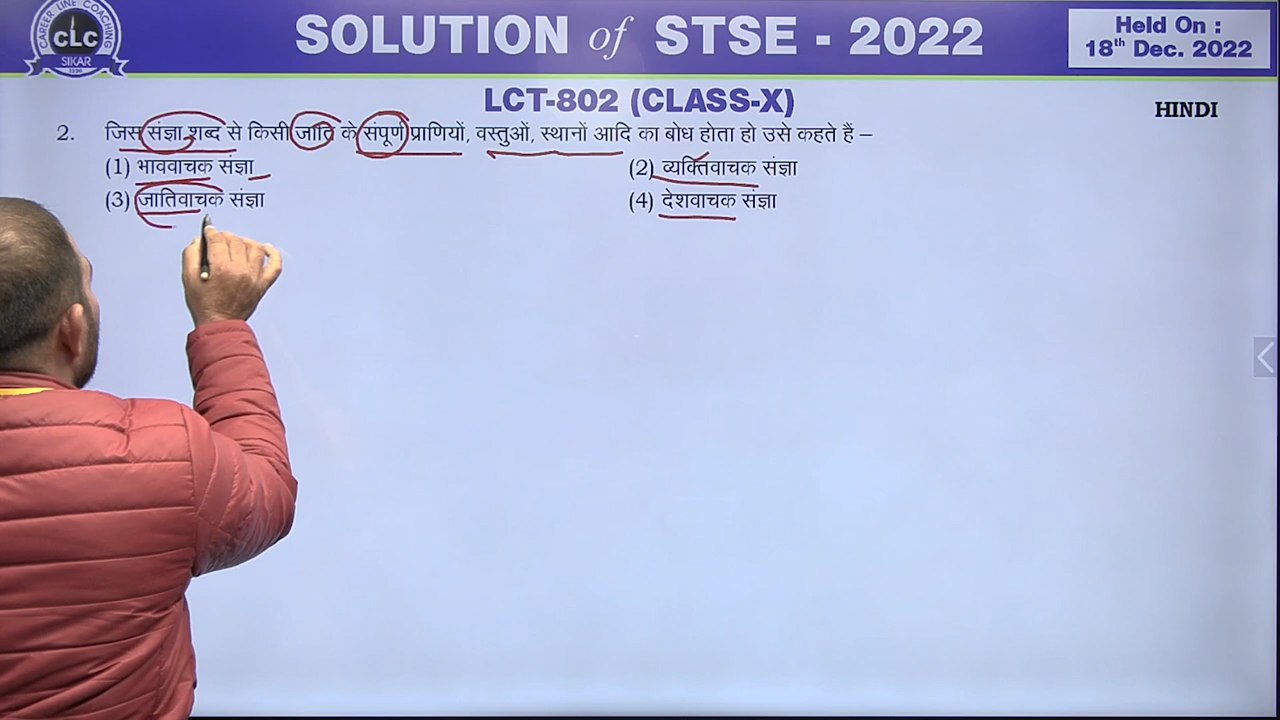 CAREER LINE COACHING
CLC
SIKAR
SOLUTION of STSE - 2022
Held On :
18th Dec. 2022
LCT-802 (CLASS-X)
HINDI
2. जिस संज्ञा शब्द से किसी जाति के संपूर्ण प्राणियों, वस्तुओं, स्थानों आदि का बोध होता हो उसे कहते हैं –
(1) भाववाचक संज्ञा (2) व्यक्तिवाचक संज्ञा
(3) जातिवाचक संज्ञा (4) देशवाचक संज्ञा